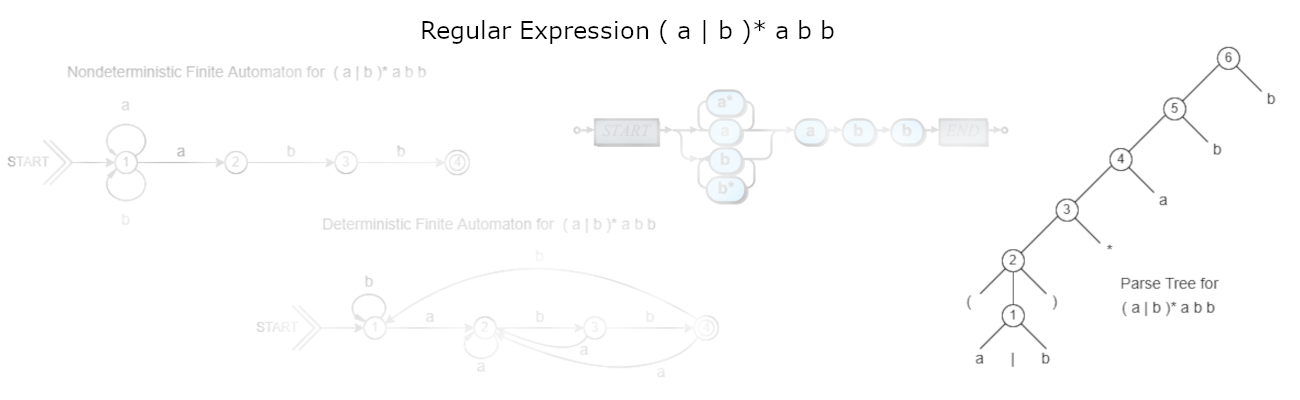 Regular Expression ( a | b )* a b b
Nondeterministic Finite Automaton for ( a | b )* a b b
a
START 1 a 2 b 3 b 4
b
START a* a b b* a b b END
Deterministic Finite Automaton for ( a | b )* a b b
b
b
START 1 a 2 b 3 b 4
a
a
a
6
b
5
b
4
a
3
*
2
( )
1
a | b
Parse Tree for
( a | b )* a b b